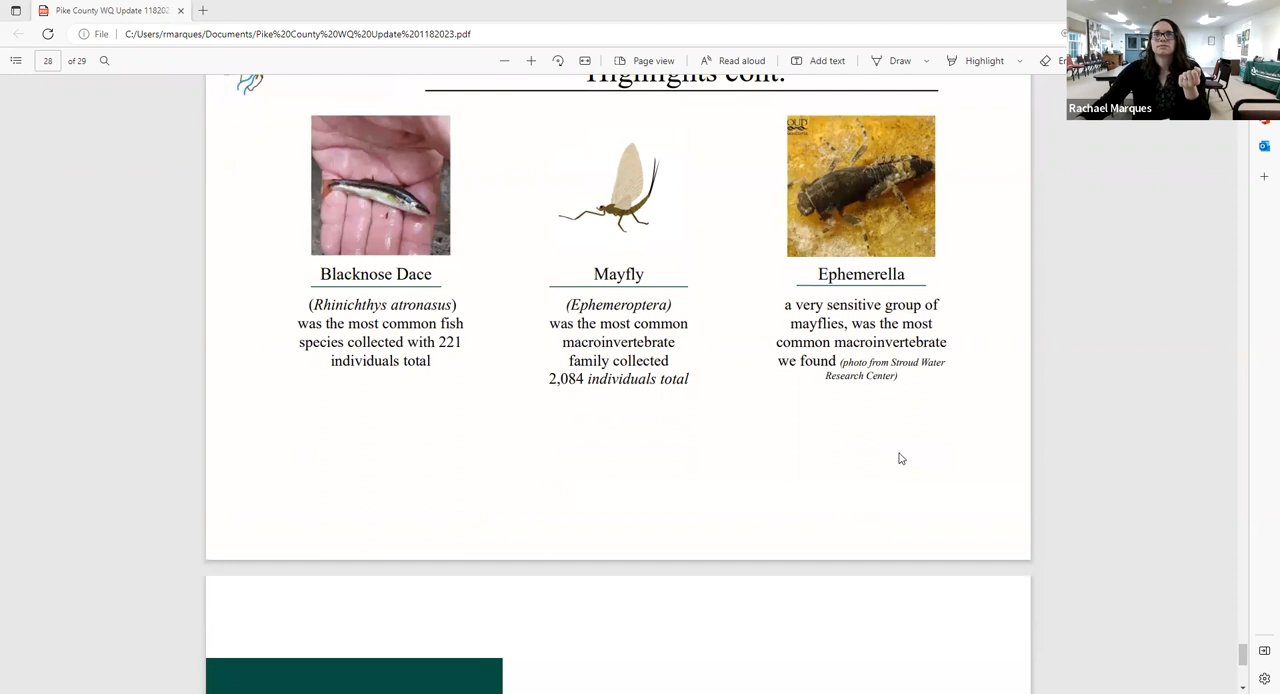 Pike County WQ Update 118202
File
C:/Users/rmarques/Documents/Pike%20County%20WQ%20Update%201182023.pdf
28
of 29
Page view
Read aloud
Add text
Draw
Highlight
Rachael Marques
Highlights cont.
Blacknose Dace
(Rhinichthys atronasus)
was the most common fish
species collected with 221
individuals total
Mayfly
(Ephemeroptera)
was the most common
macroinvertebrate
family collected
2,084 individuals total
Ephemerella
a very sensitive group of
mayflies, was the most
common macroinvertebrate
we found (photo from Stroud Water
Research Center)